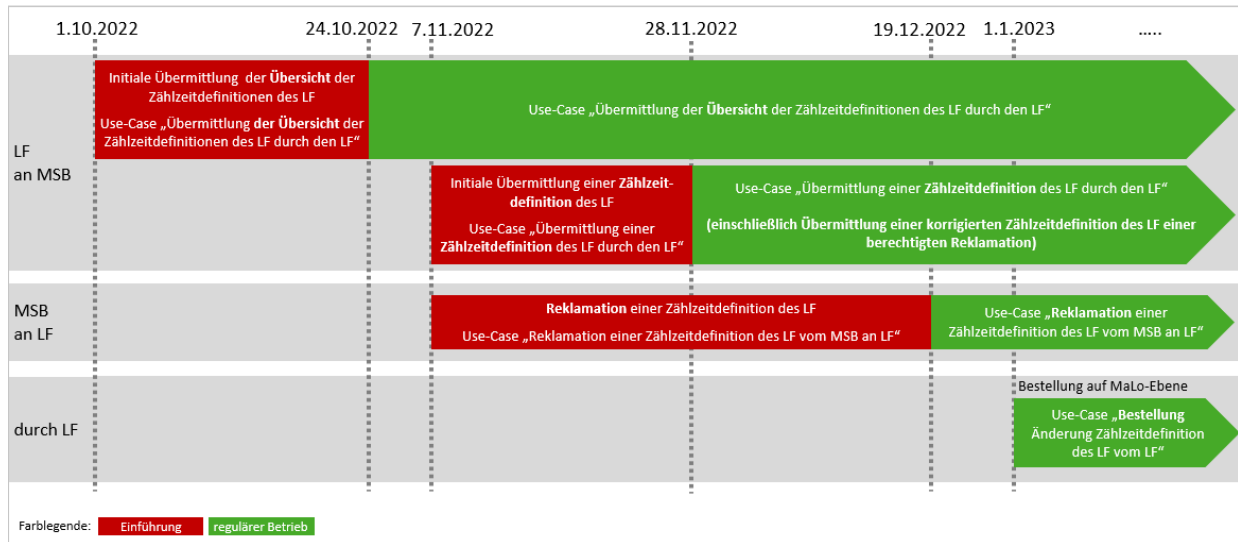 1.10.2022
24.10.2022
7.11.2022
28.11.2022
19.12.2022
1.1.2023
.....
LF
an MSB
Initiale Übermittlung der Übersicht der
Zählzeitdefinitionen des LF
Use-Case „Übermittlung der Übersicht der
Zählzeitdefinitionen des LF durch den LF“
Use-Case „Übermittlung der Übersicht der Zählzeitdefinitionen des LF durch den LF“
Initiale Übermittlung einer Zählzeit-
definition des LF
Use-Case „Übermittlung einer
Zählzeitdefinition des LF durch den LF“
Use-Case „Übermittlung einer Zählzeitdefinition des LF durch den LF“
(einschließlich Übermittlung einer korrigierten Zählzeitdefinition des LF einer
berechtigten Reklamation)
MSB
an LF
Reklamation einer Zählzeitdefinition des LF
Use-Case „Reklamation einer Zählzeitdefinition des LF vom MSB an LF“
Use-Case „Reklamation einer
Zählzeitdefinition des LF vom MSB an LF“
durch LF
Bestellung auf MaLo-Ebene
Use-Case „Bestellung
Änderung Zählzeitdefinition
des LF vom LF“
Farblegende:
Einführung
regulärer Betrieb